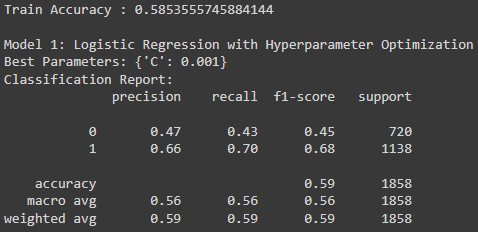 Train Accuracy : 0.5853555745884144
Model 1: Logistic Regression with Hyperparameter Optimization
Best Parameters: {'C': 0.001}
Classification Report:
precision recall f1-score support
0 0.47 0.43 0.45 720
1 0.66 0.70 0.68 1138
accuracy 0.59 1858
macro avg 0.56 0.56 0.56 1858
weighted avg 0.59 0.59 0.59 1858